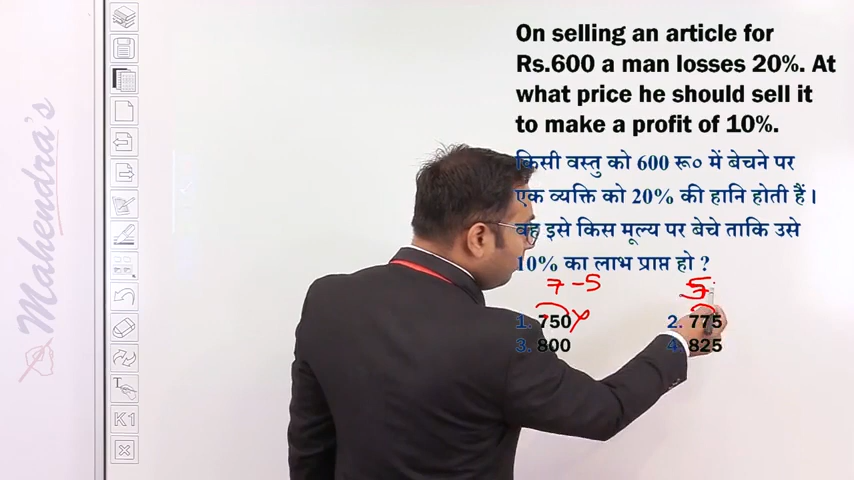 On selling an article for
Rs.600 a man losses 20%. At
what price he should sell it
to make a profit of 10%.
किसी वस्तु को 600 रू० में बेचने पर
एक व्यक्ति को 20% की हानि होती हैं।
वह इसे किस मूल्य पर बेचे ताकि उसे
10% का लाभ प्राप्त हो ?
7 - 5
1. 750
2. 775
3. 800
4. 825
Mahendra's
K1